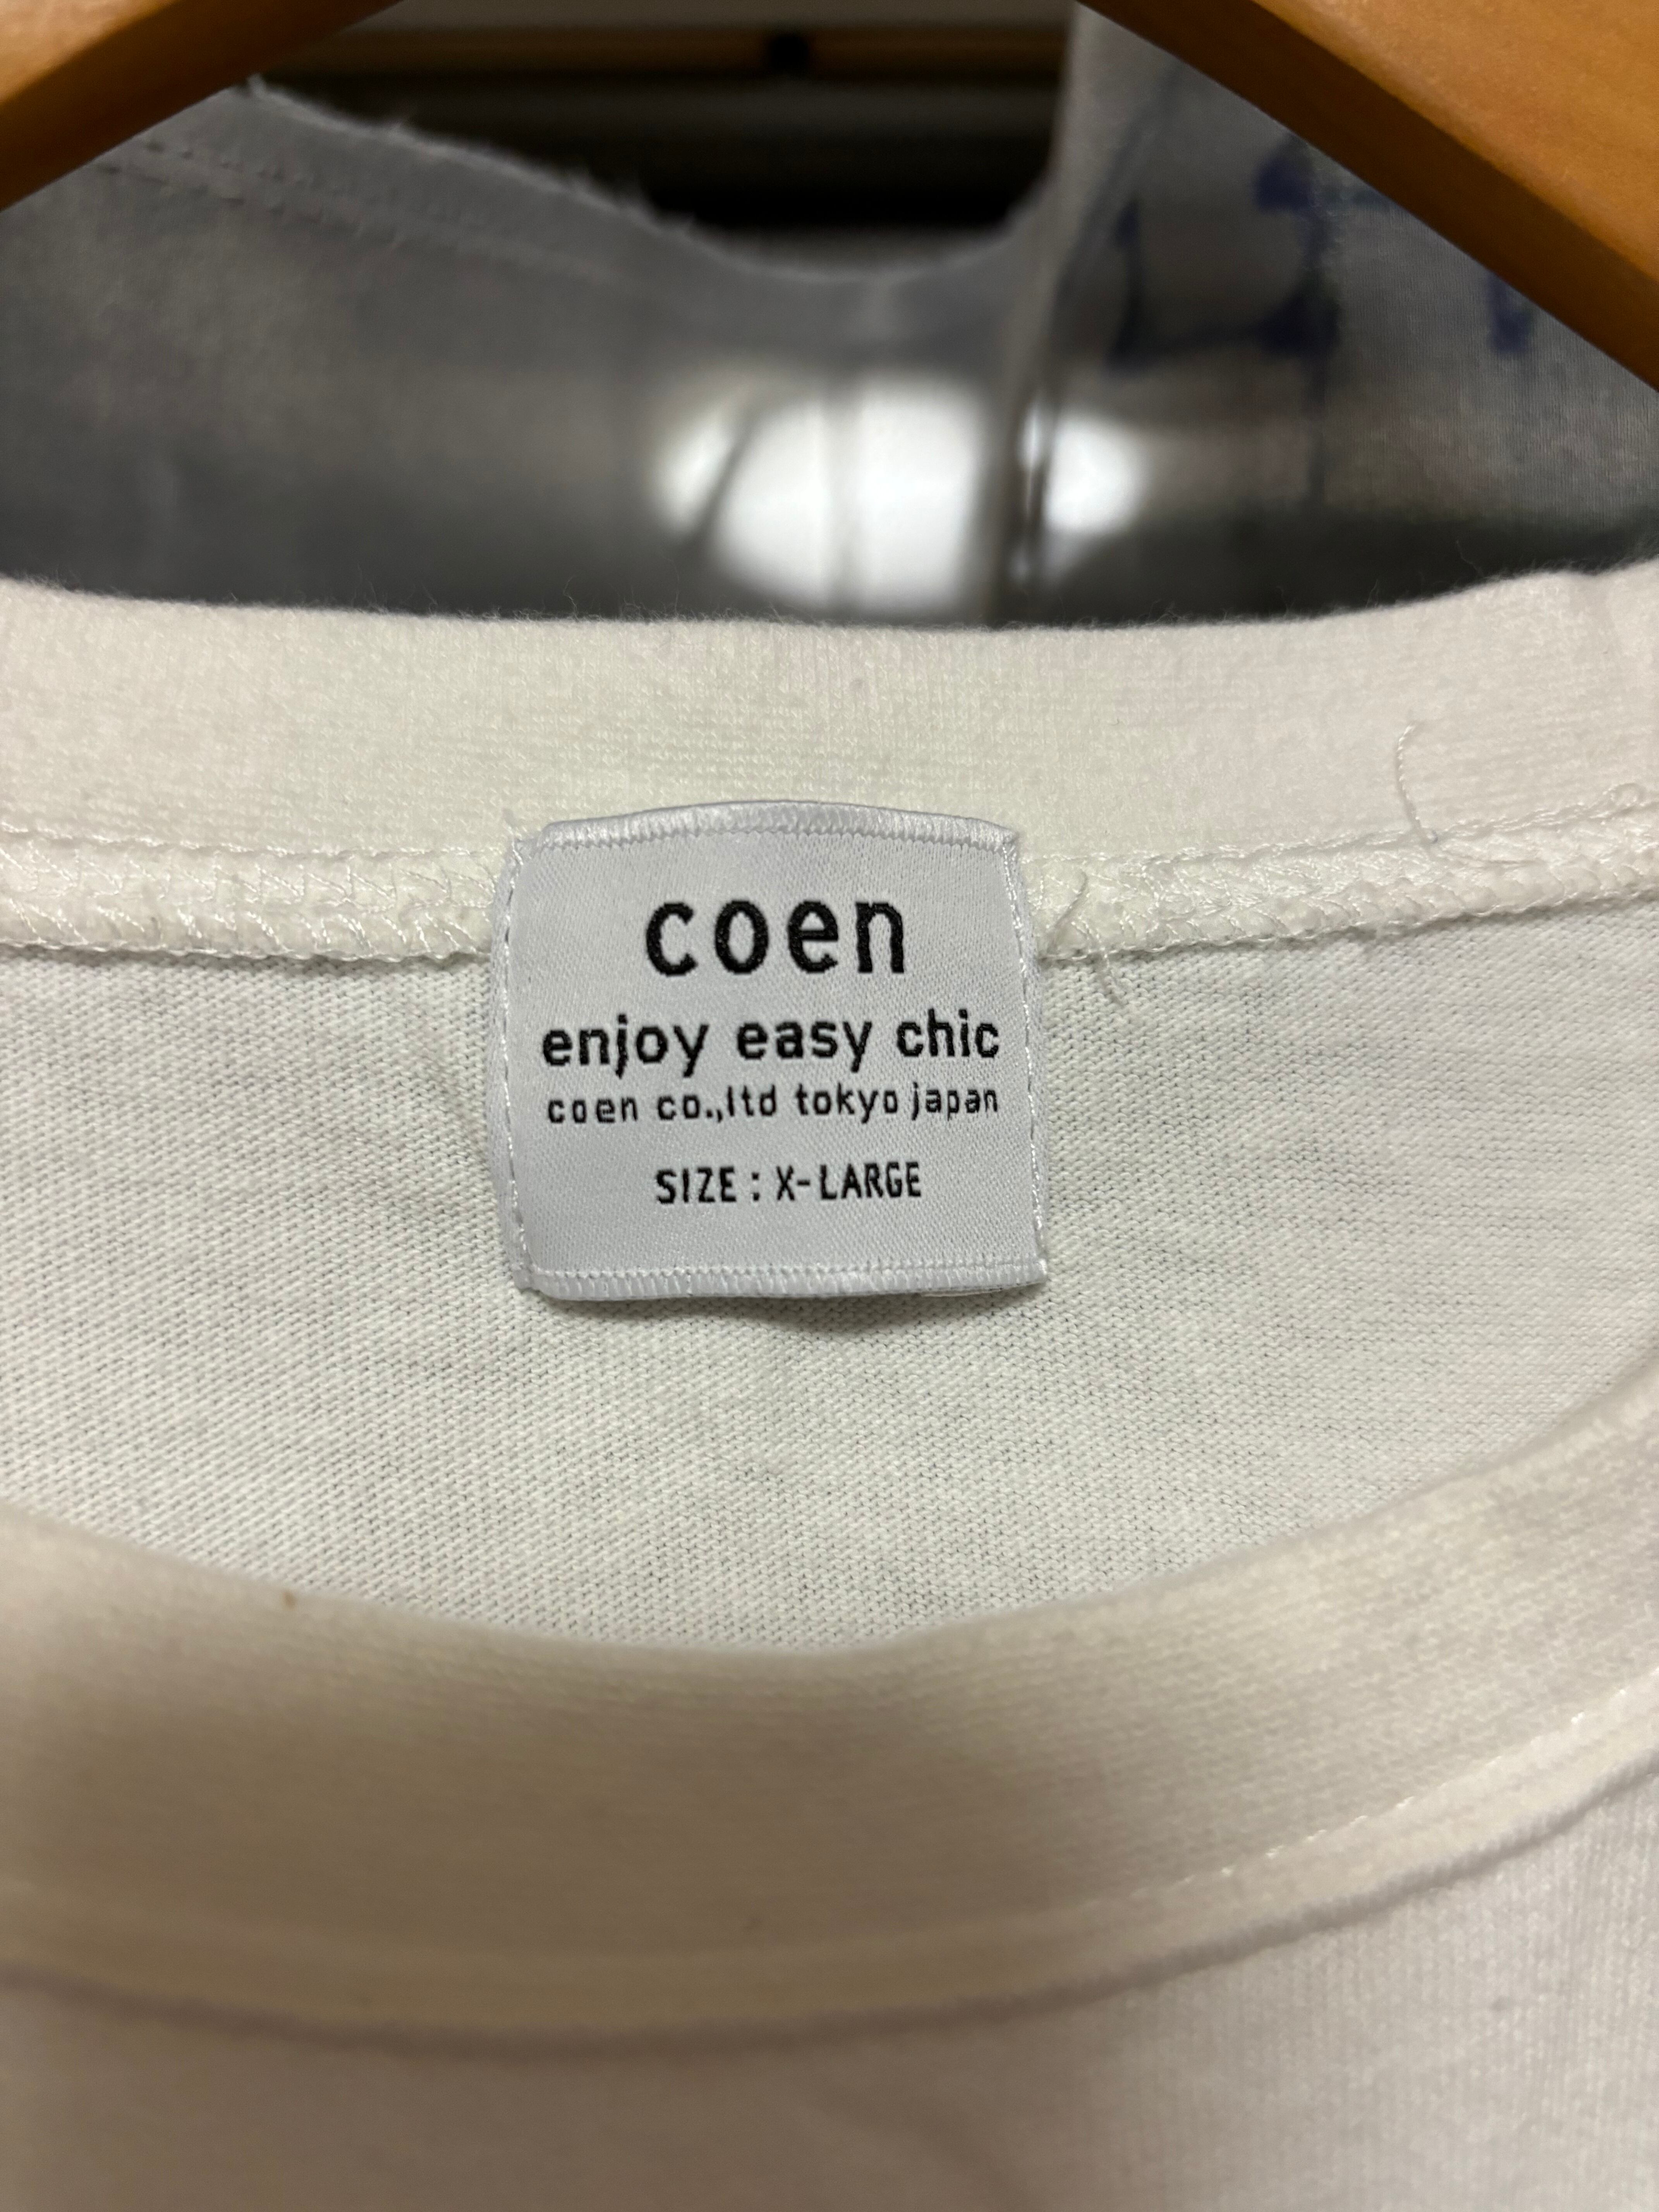 coen
enjoy easy chic
coen co.,ltd tokyo japan
SIZE : X-LARGE